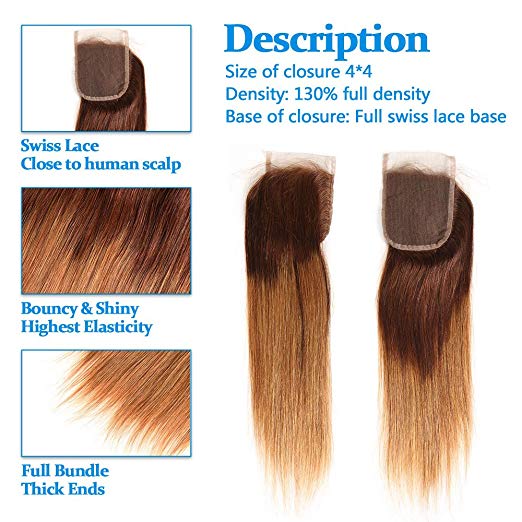 Description
Size of closure 4*4
Density: 130% full density
Base of closure: Full swiss lace base
Swiss Lace
Close to human scalp
Bouncy & Shiny
Highest Elasticity
Full Bundle
Thick Ends